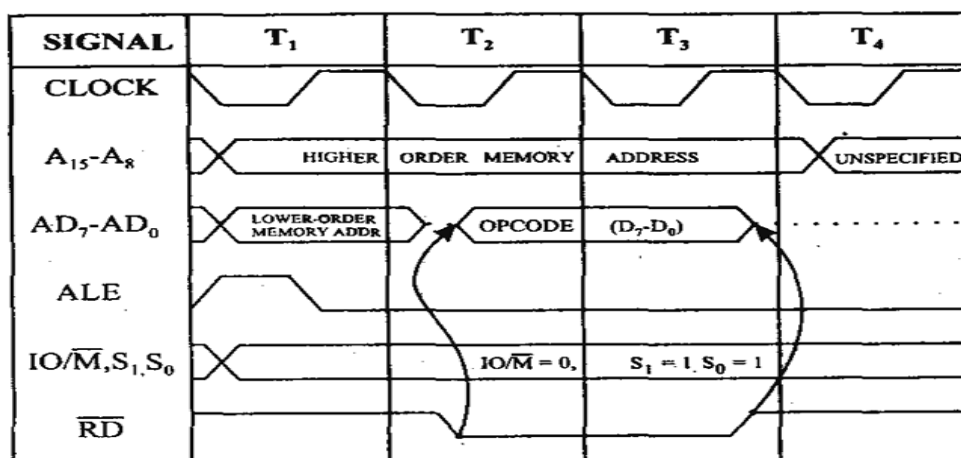 SIGNAL T₁ T₂ T₃ T₄
CLOCK
A₁₅-A₈ HIGHER ORDER MEMORY ADDRESS UNSPECIFIED
AD₇-AD₀ LOWER-ORDER MEMORY ADDR OPCODE (D₇-D₀)
ALE
IO/M̅,S₁,S₀ IO/M̅ = 0, S₁ = 1, S₀ = 1
R̅D̅